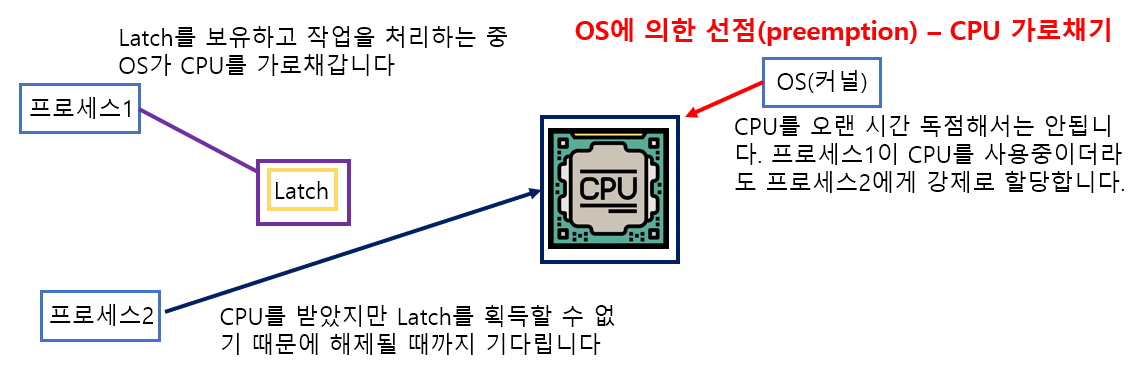 OS에 의한 선점(preemption) – CPU 가로채기
Latch를 보유하고 작업을 처리하는 중
OS가 CPU를 가로채갑니다
프로세스1
OS(커널)
CPU를 오랜 시간 독점해서는 안됩니
다. 프로세스1이 CPU를 사용중이더라
도 프로세스2에게 강제로 할당합니다.
Latch
CPU
프로세스2
CPU를 받았지만 Latch를 획득할 수 없
기 때문에 해제될 때까지 기다립니다